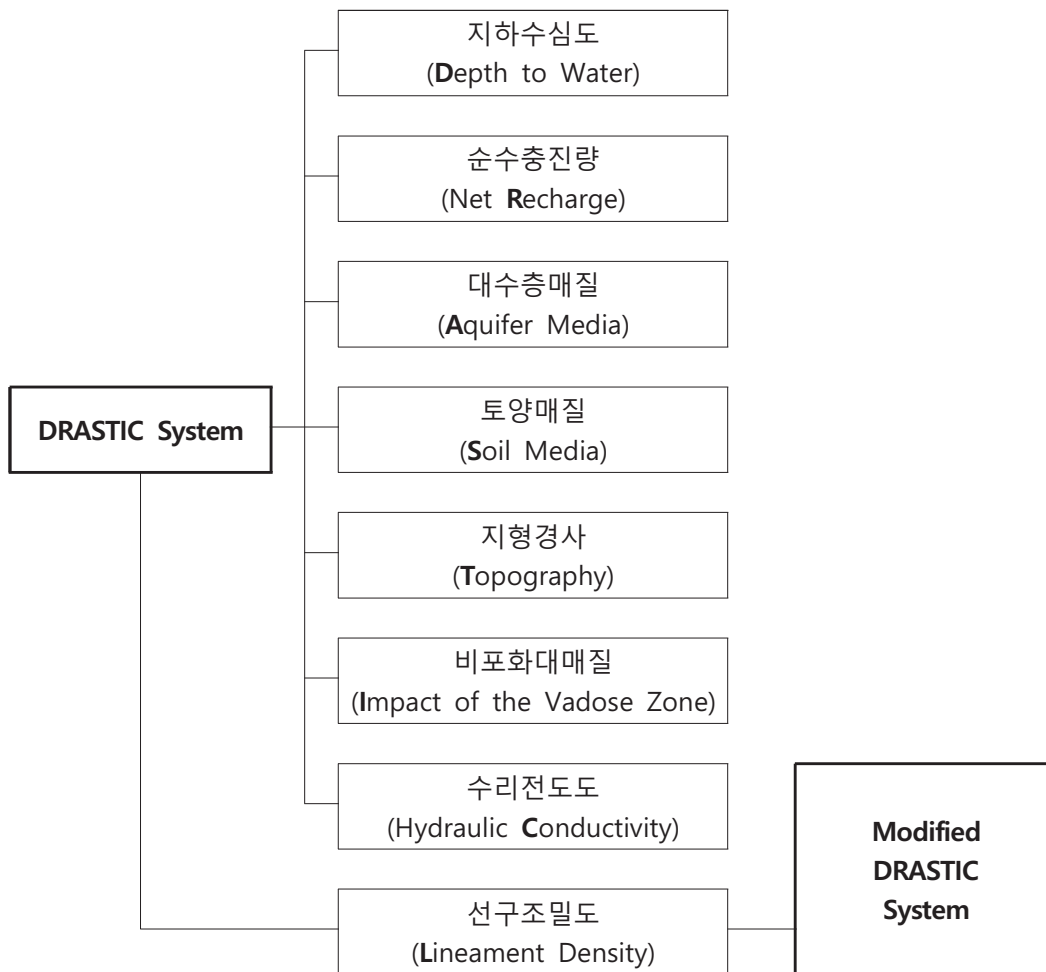 지하수심도
(Depth to Water)
순수충진량
(Net Recharge)
대수층매질
(Aquifer Media)
DRASTIC System
토양매질
(Soil Media)
지형경사
(Topography)
비포화대매질
(Impact of the Vadose Zone)
수리전도도
(Hydraulic Conductivity)
선구조밀도
(Lineament Density)
Modified
DRASTIC
System